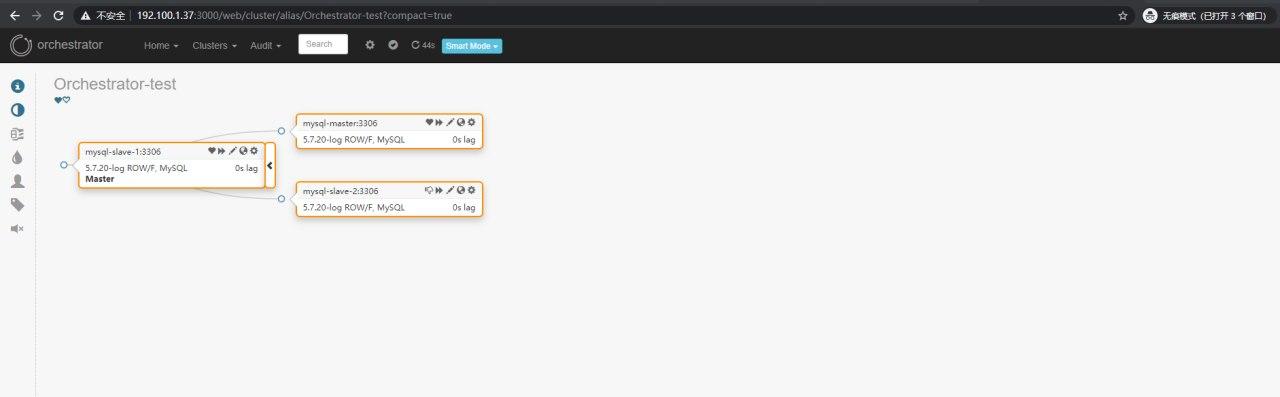 不安全 192.100.1.37:3000/web/cluster/alias/Orchestrator-test?compact=true 无痕模式（已打开 3 个窗口）
orchestrator Home Clusters Audit Search 44s Smart Mode
Orchestrator-test
mysql-master:3306
5.7.20-log ROW/F, MySQL 0s lag
mysql-slave-1:3306
5.7.20-log ROW/F, MySQL 0s lag
Master
mysql-slave-2:3306
5.7.20-log ROW/F, MySQL 0s lag